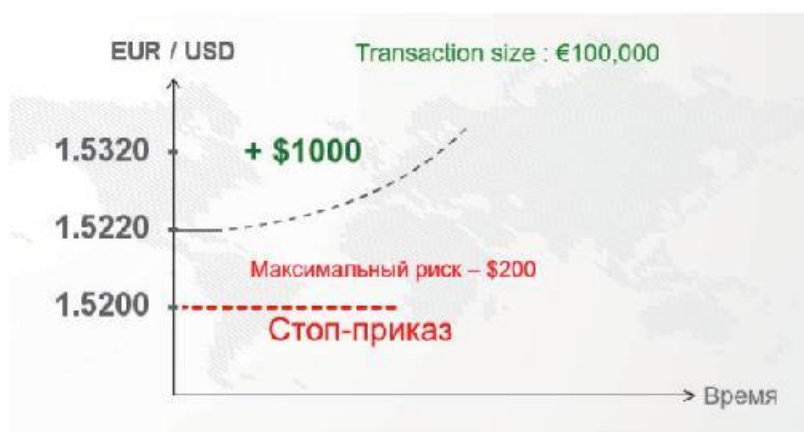 EUR / USD
Transaction size : €100,000
1.5320
+ $1000
1.5220
Максимальный риск – $200
1.5200
Стоп-приказ
Время